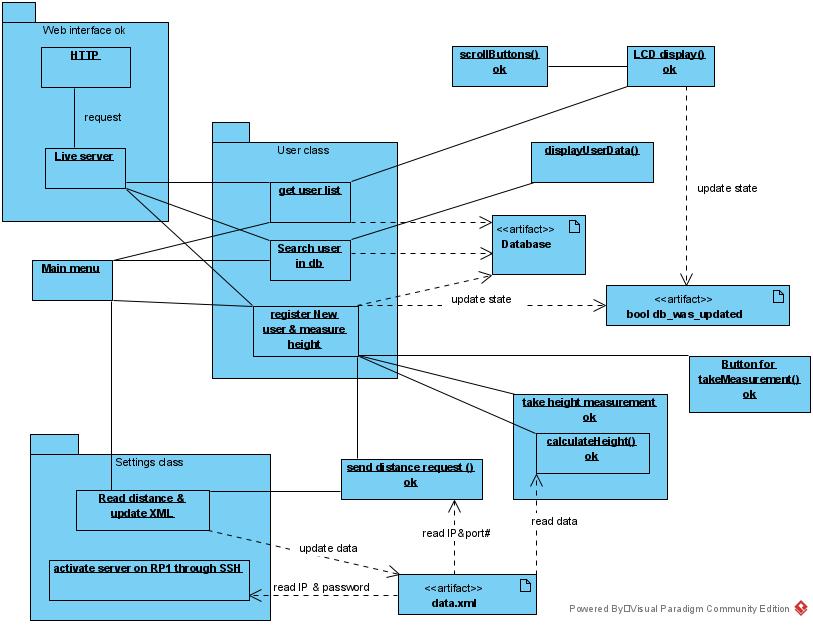 Web interface ok
HTTP
request
Live server
User class
get user list
Search user
in db
register New
user & measure
height
Main menu
scrollButtons()
ok
LCD display()
ok
displayUserData()
update state
<<artifact>>
Database
update state
<<artifact>>
bool db_was_updated
Button for
takeMeasurement()
ok
take height measurement
ok
calculateHeight()
ok
Settings class
Read distance &
update XML
send distance request ()
ok
read IP&port#
read data
update data
activate server on RP1 through SSH
read IP & password
<<artifact>>
data.xml
Powered By Visual Paradigm Community Edition